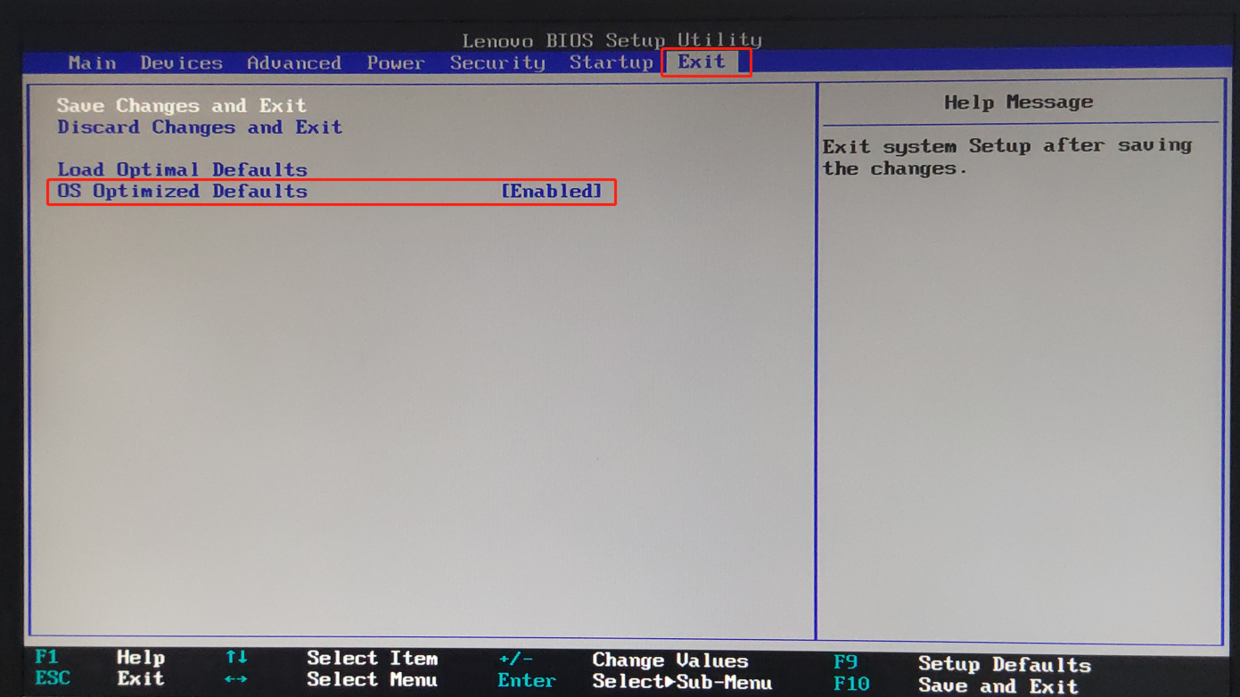 Lenovo BIOS Setup Utility
Main Devices Advanced Power Security Startup Exit
Save Changes and Exit
Discard Changes and Exit
Load Optimal Defaults
OS Optimized Defaults [Enabled]
Help Message
Exit system Setup after saving
the changes.
F1 Help ↑↓ Select Item +/- Change Values F9 Setup Defaults
ESC Exit ←→ Select Menu Enter Select▶Sub-Menu F10 Save and Exit